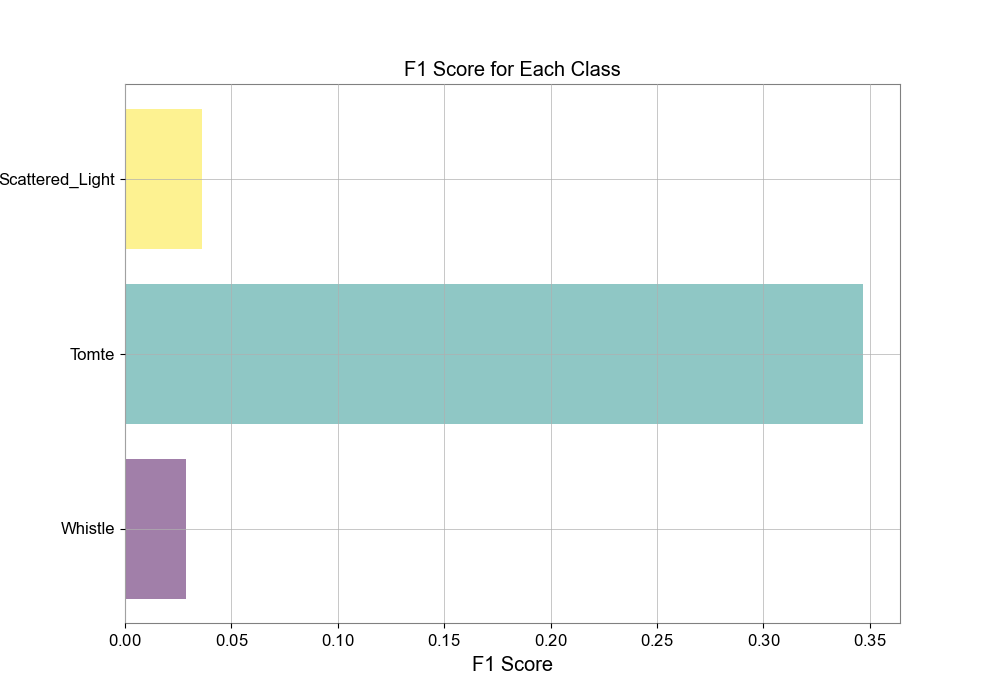 F1 Score for Each Class
Scattered_Light
Tomte
Whistle
0.00 0.05 0.10 0.15 0.20 0.25 0.30 0.35
F1 Score